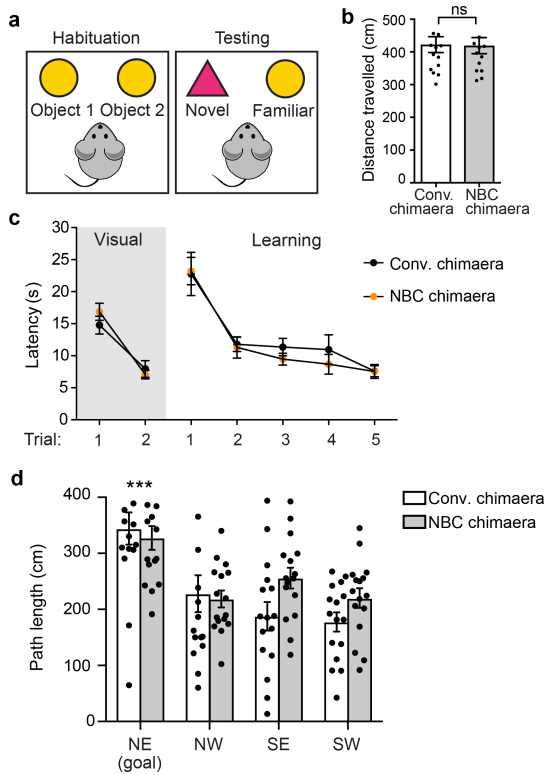 a
Habituation
Testing
Object 1 Object 2
Novel
Familiar
b
ns
Distance travelled (cm)
500
400
300
200
100
0
Conv.
chimaera
NBC
chimaera
c
Latency (s)
30
25
20
15
10
5
0
Visual
Learning
Conv. chimaera
NBC chimaera
Trial: 1 2 1 2 3 4 5
d
***
Path length (cm)
400
300
200
100
0
Conv. chimaera
NBC chimaera
NE NW SE SW
(goal)